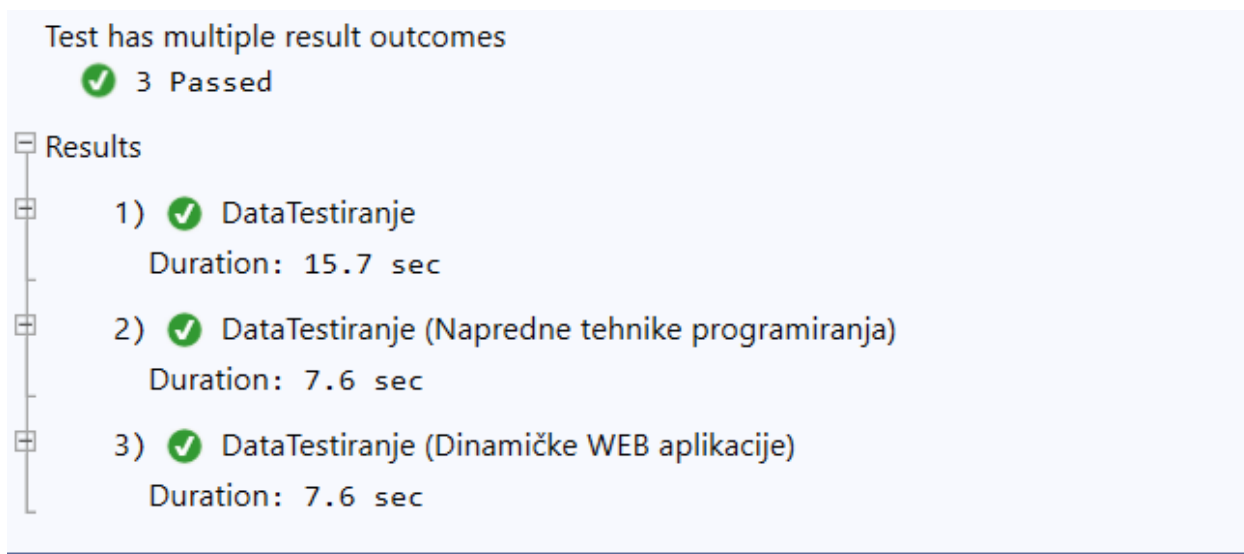 Test has multiple result outcomes
3 Passed
Results
1) DataTestiranje
Duration: 15.7 sec
2) DataTestiranje (Napredne tehnike programiranja)
Duration: 7.6 sec
3) DataTestiranje (Dinamičke WEB aplikacije)
Duration: 7.6 sec